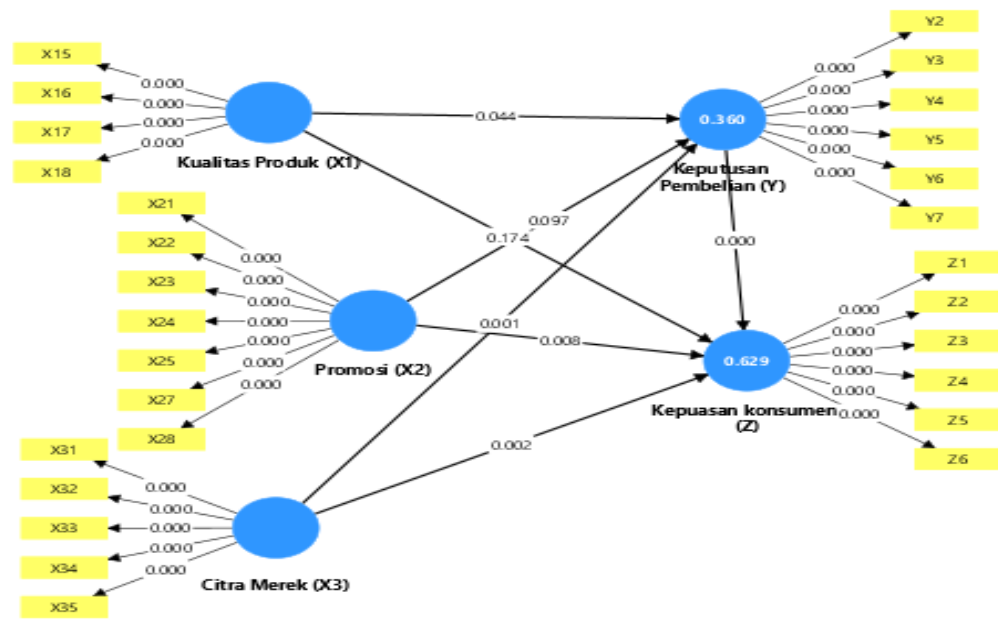 X15
X16
X17
X18
0.000
0.000
0.000
0.000
Kualitas Produk (X1)
0.044
0.174
X21
X22
X23
X24
X25
X27
X28
0.000
0.000
0.000
0.000
0.000
0.000
0.000
Promosi (X2)
0.097
0.008
X31
X32
X33
X34
X35
0.000
0.000
0.000
0.000
0.000
Citra Merek (X3)
0.001
0.002
0.360
Keputusan
Pembelian (Y)
0.000
0.000
0.000
0.000
0.000
0.000
0.000
Y2
Y3
Y4
Y5
Y6
Y7
0.629
Kepuasan konsumen
(Z)
0.000
0.000
0.000
0.000
0.000
0.000
Z1
Z2
Z3
Z4
Z5
Z6